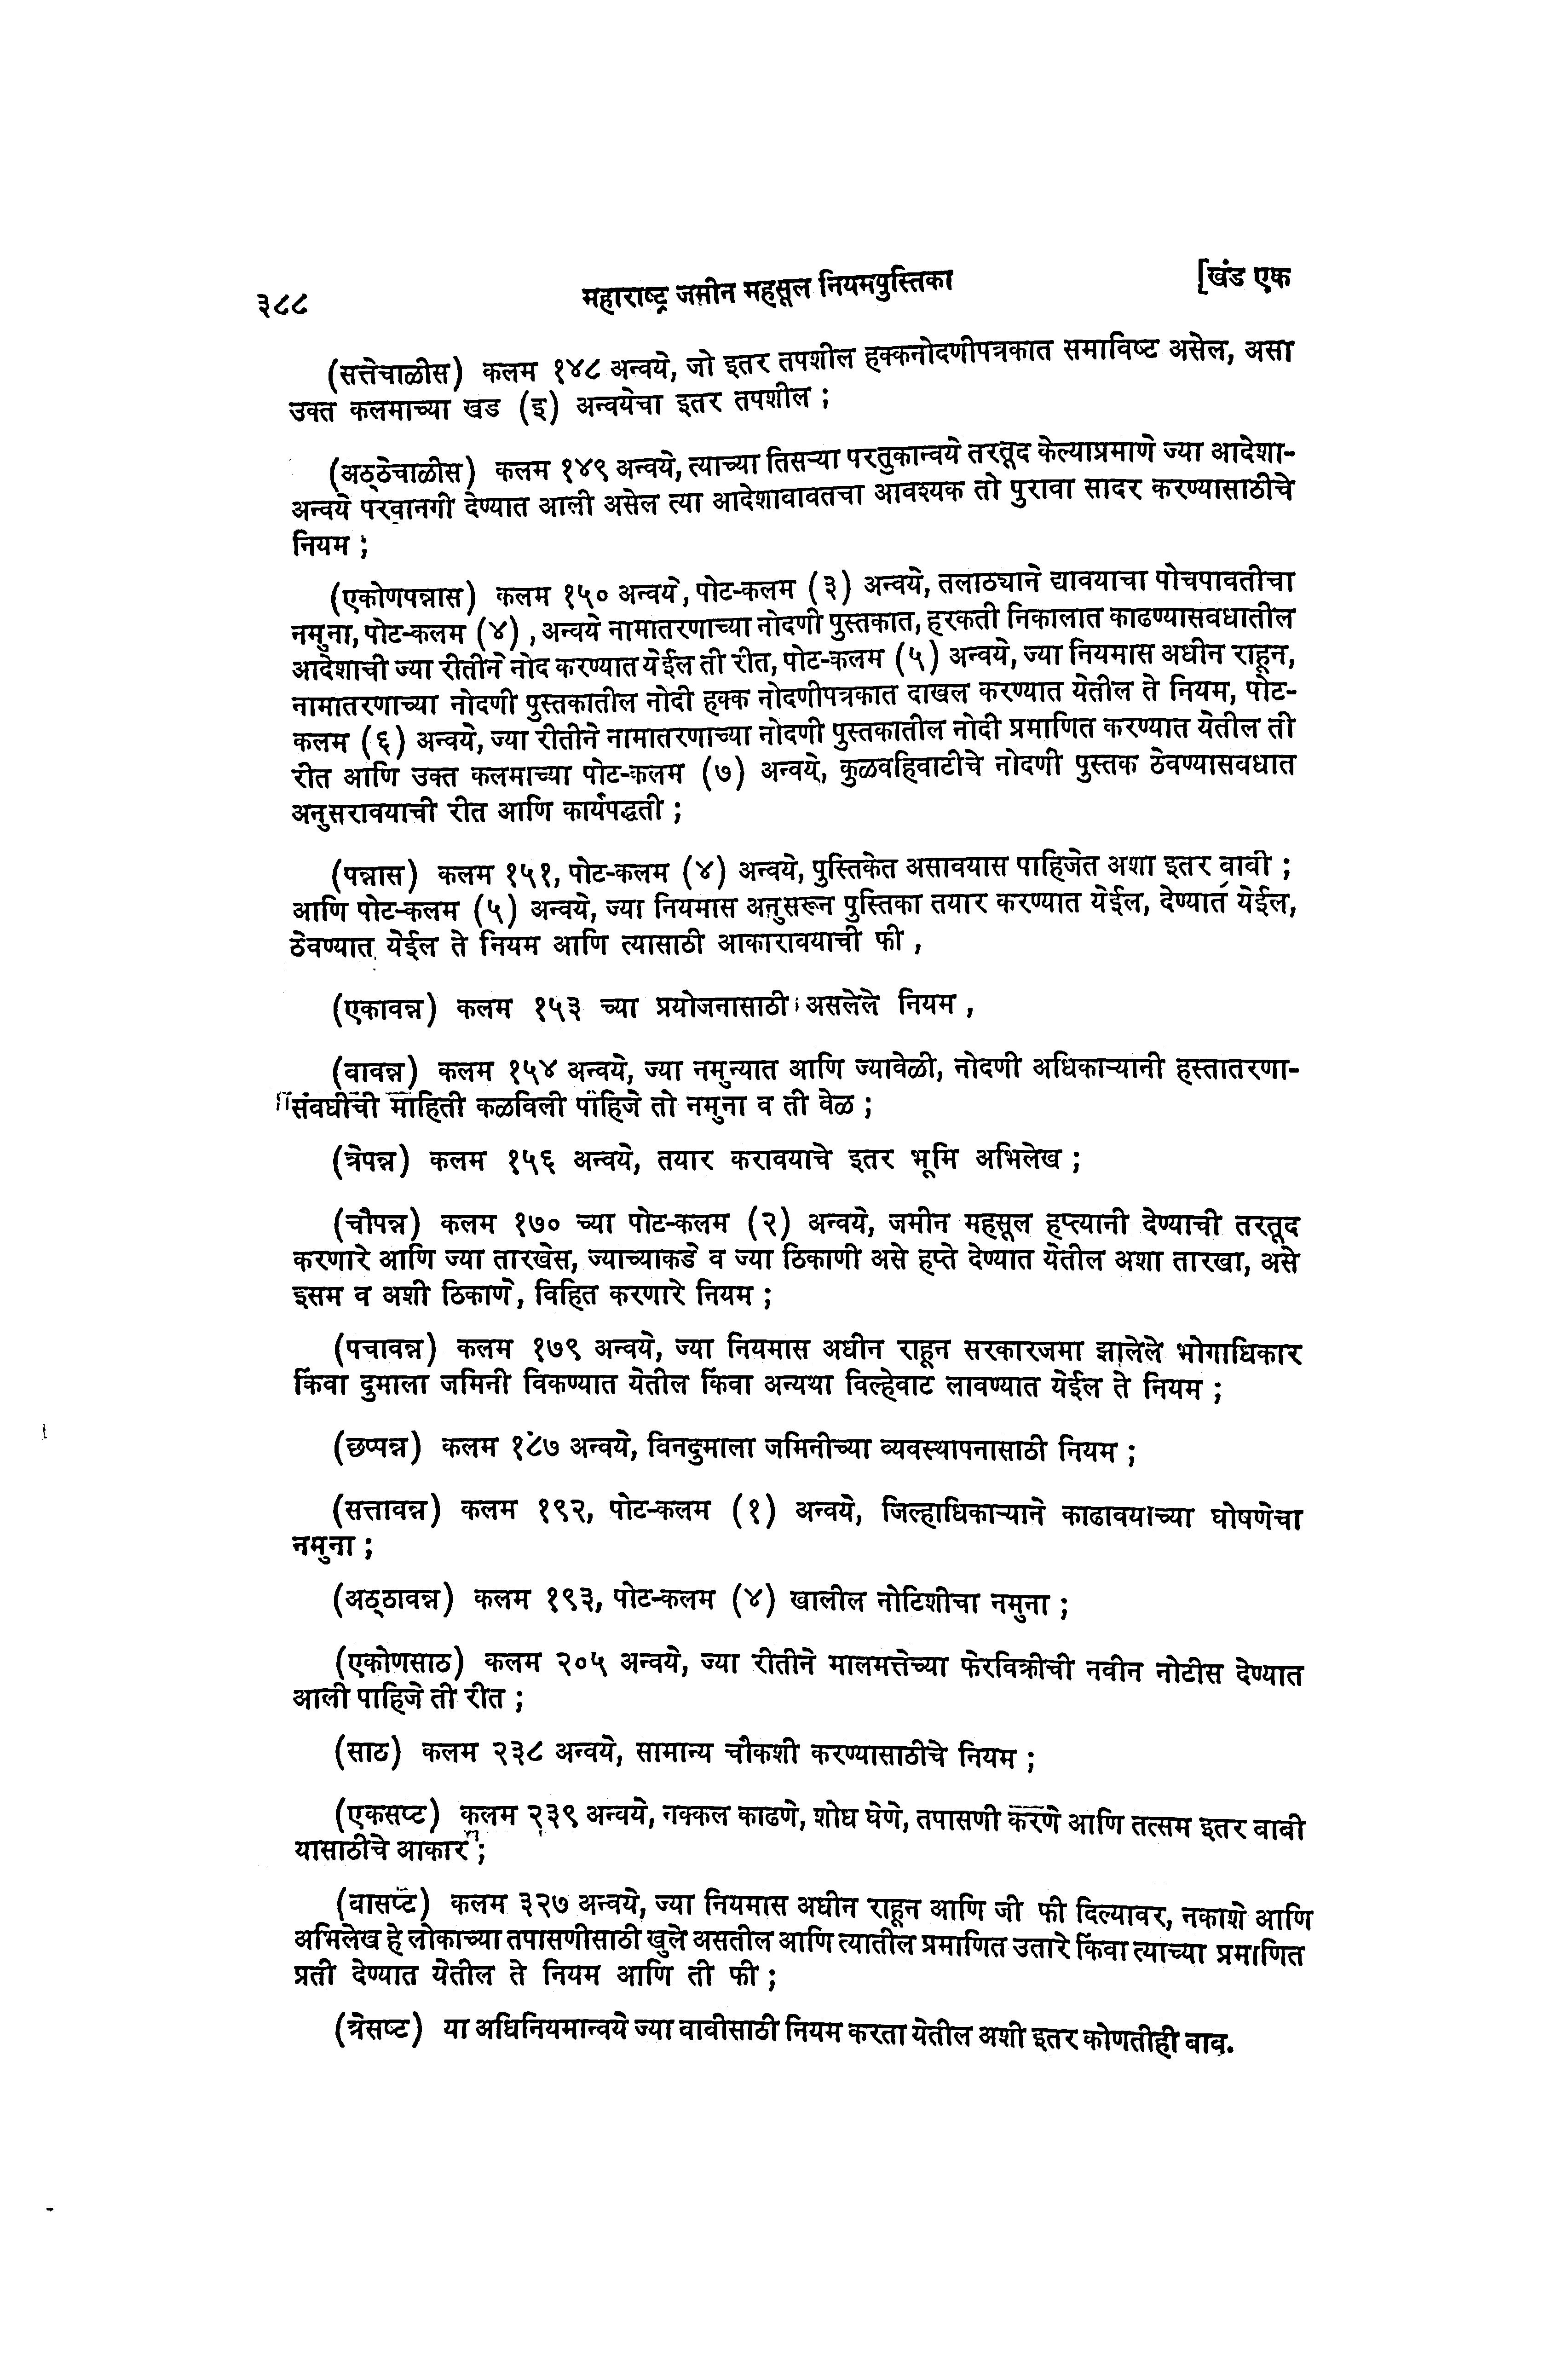 ३८८ महाराष्ट्र जमीन महसूल नियमपुस्तिका [खंड एक
(सत्तेचाळीस) कलम १४८ अन्वये, जो इतर तपशील हक्कनोदणीपत्रकात समाविष्ट असेल, असा
उक्त कलमाच्या खड (इ) अन्वयेचा इतर तपशील ;
(अठ्ठेचाळीस) कलम १४९ अन्वये, त्याच्या तिसऱ्या परतुकान्वये तरतूद केल्याप्रमाणे ज्या आदेशा-
अन्वये परवानगी देण्यात आली असेल त्या आदेशावावतचा आवश्यक तो पुरावा सादर करण्यासाठीचे
नियम ;
(एकोणपन्नास) कलम १५० अन्वये, पोट-कलम (३) अन्वये, तलाठ्याने द्यावयाचा पोचपावतीचा
नमुना, पोट-कलम (४) , अन्वये नामातरणाच्या नोदणी पुस्तकात, हरकती निकालात काढण्यासवधातील
आदेशाची ज्या रीतीने नोद करण्यात येईल ती रीत, पोट-कलम (५) अन्वये, ज्या नियमास अधीन राहून,
नामातरणाच्या नोदणी पुस्तकातील नोदी हक्क नोदणीपत्रकात दाखल करण्यात येतील ते नियम, पोट-
कलम (६) अन्वये, ज्या रीतीने नामातरणाच्या नोदणी पुस्तकातील नोदी प्रमाणित करण्यात येतील ती
रीत आणि उक्त कलमाच्या पोट-कलम (७) अन्वये, कुळवहिवाटीचे नोदणी पुस्तक ठेवण्यासवधात
अनुसरावयाची रीत आणि कार्यपद्धती ;
(पन्नास) कलम १५१, पोट-कलम (४) अन्वये, पुस्तिकेत असावयास पाहिजेत अशा इतर वावी ;
आणि पोट-कलम (५) अन्वये, ज्या नियमास अनुसरून पुस्तिका तयार करण्यात येईल, देण्यात येईल,
ठेवण्यात येईल ते नियम आणि त्यासाठी आकारावयाची फी ,
(एकावन्न) कलम १५३ च्या प्रयोजनासाठी असलेले नियम ,
(वावन्न) कलम १५४ अन्वये, ज्या नमुन्यात आणि ज्यावेळी, नोदणी अधिकाऱ्यानी हस्तातरणा-
संवधीची माहिती कळविली पाहिजे तो नमुना व ती वेळ ;
(त्रेपन्न) कलम १५६ अन्वये, तयार करावयाचे इतर भूमि अभिलेख ;
(चौपन्न) कलम १७० च्या पोट-कलम (२) अन्वये, जमीन महसूल हप्त्यानी देण्याची तरतूद
करणारे आणि ज्या तारखेस, ज्याच्याकडे व ज्या ठिकाणी असे हप्ते देण्यात येतील अशा तारखा, असे
इसम व अशी ठिकाणे, विहित करणारे नियम ;
(पचावन्न) कलम १७९ अन्वये, ज्या नियमास अधीन राहून सरकारजमा झालेले भोगाधिकार
किंवा दुमाला जमिनी विकण्यात येतील किंवा अन्यथा विल्हेवाट लावण्यात येईल ते नियम ;
(छप्पन्न) कलम १८७ अन्वये, विनदुमाला जमिनीच्या व्यवस्थापनासाठी नियम ;
(सत्तावन्न) कलम १९२, पोट-कलम (१) अन्वये, जिल्हाधिकाऱ्याने काढावयाच्या घोषणेचा
नमुना ;
(अठ्ठावन्न) कलम १९३, पोट-कलम (४) खालील नोटिशीचा नमुना ;
(एकोणसाठ) कलम २०५ अन्वये, ज्या रीतीने मालमत्तेच्या फेरविक्रीची नवीन नोटीस देण्यात
आली पाहिजे ती रीत ;
(साठ) कलम २३८ अन्वये, सामान्य चौकशी करण्यासाठीचे नियम ;
(एकसष्ट) कलम २३९ अन्वये, नक्कल काढणे, शोध घेणे, तपासणी करणे आणि तत्सम इतर वावी
यासाठीचे आकार ;
(वासष्ट) कलम ३२७ अन्वये, ज्या नियमास अधीन राहून आणि जी फी दिल्यावर, नकाशे आणि
अभिलेख हे लोकाच्या तपासणीसाठी खुले असतील आणि त्यातील प्रमाणित उतारे किंवा त्याच्या प्रमाणित
प्रती देण्यात येतील ते नियम आणि ती फी ;
(त्रेसष्ट) या अधिनियमान्वये ज्या वावीसाठी नियम करता येतील अशी इतर कोणतीही बाब.